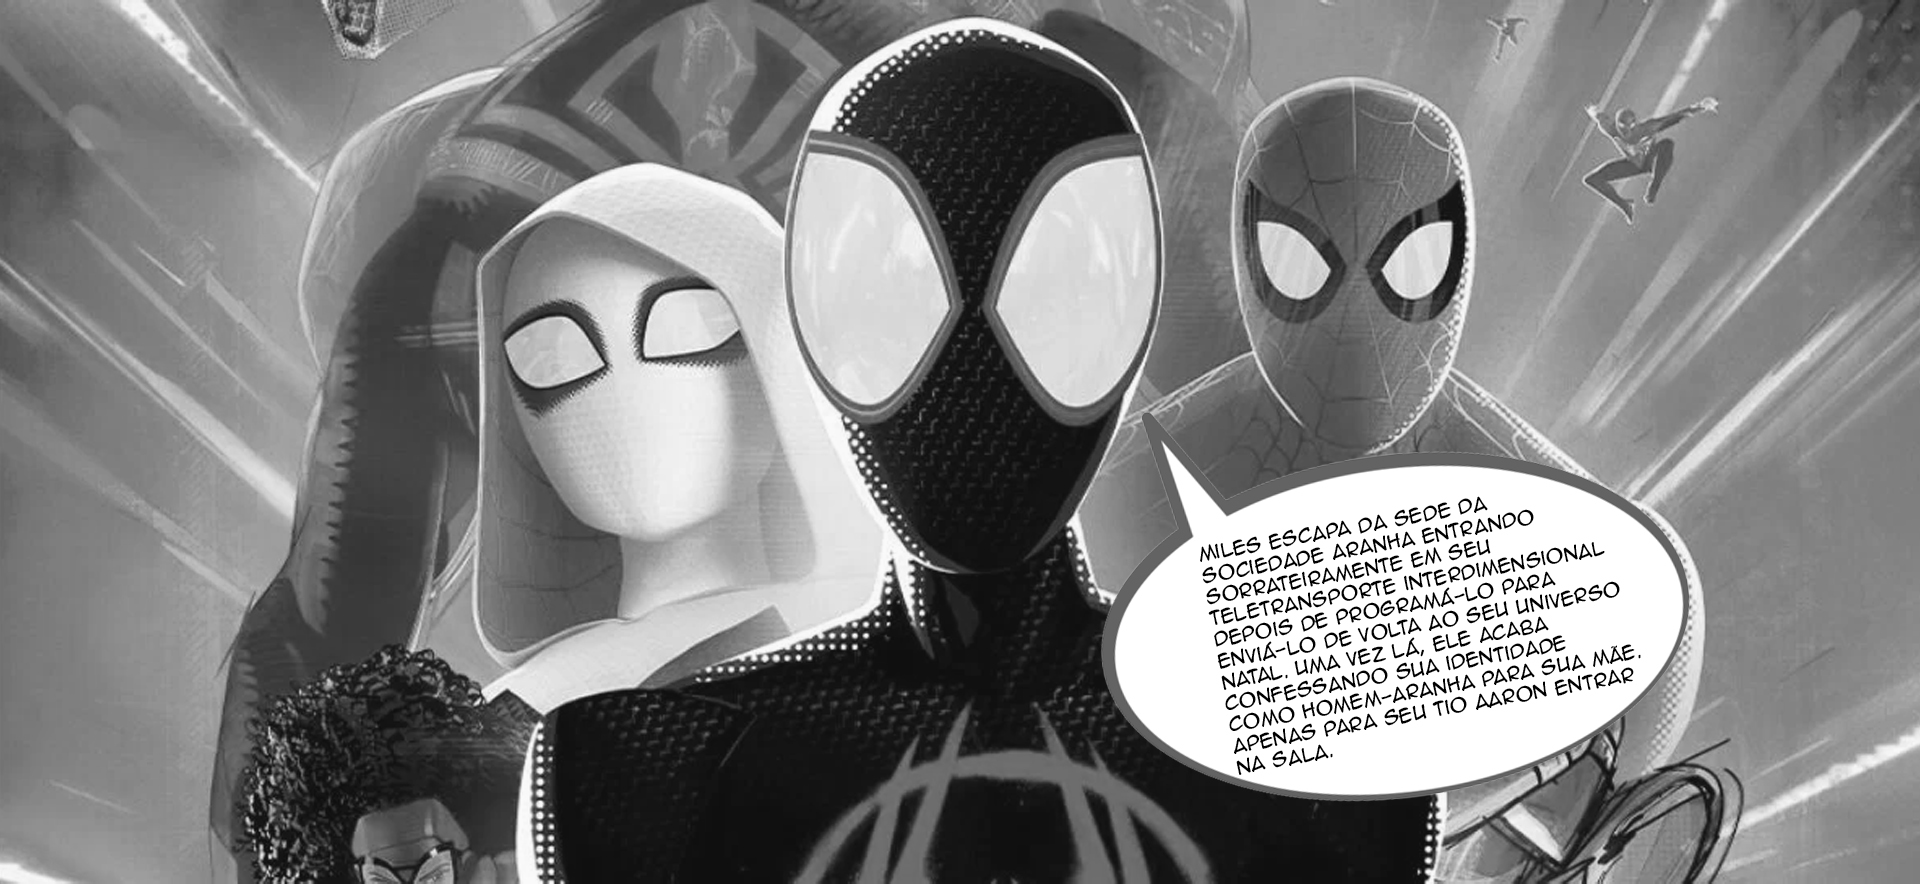 MILES ESCAPA DA SEDE DA
SOCIEDADE ARANHA ENTRANDO
SORRATEIRAMENTE EM SEU
TELETRANSPORTE INTERDIMENSIONAL
DEPOIS DE PROGRAMÁ-LO PARA
ENVIÁ-LO DE VOLTA AO SEU UNIVERSO
NATAL. UMA VEZ LÁ, ELE ACABA
CONFESSANDO SUA IDENTIDADE
COMO HOMEM-ARANHA PARA SUA MÃE.
APENAS PARA SEU TIO AARON ENTRAR
NA SALA.